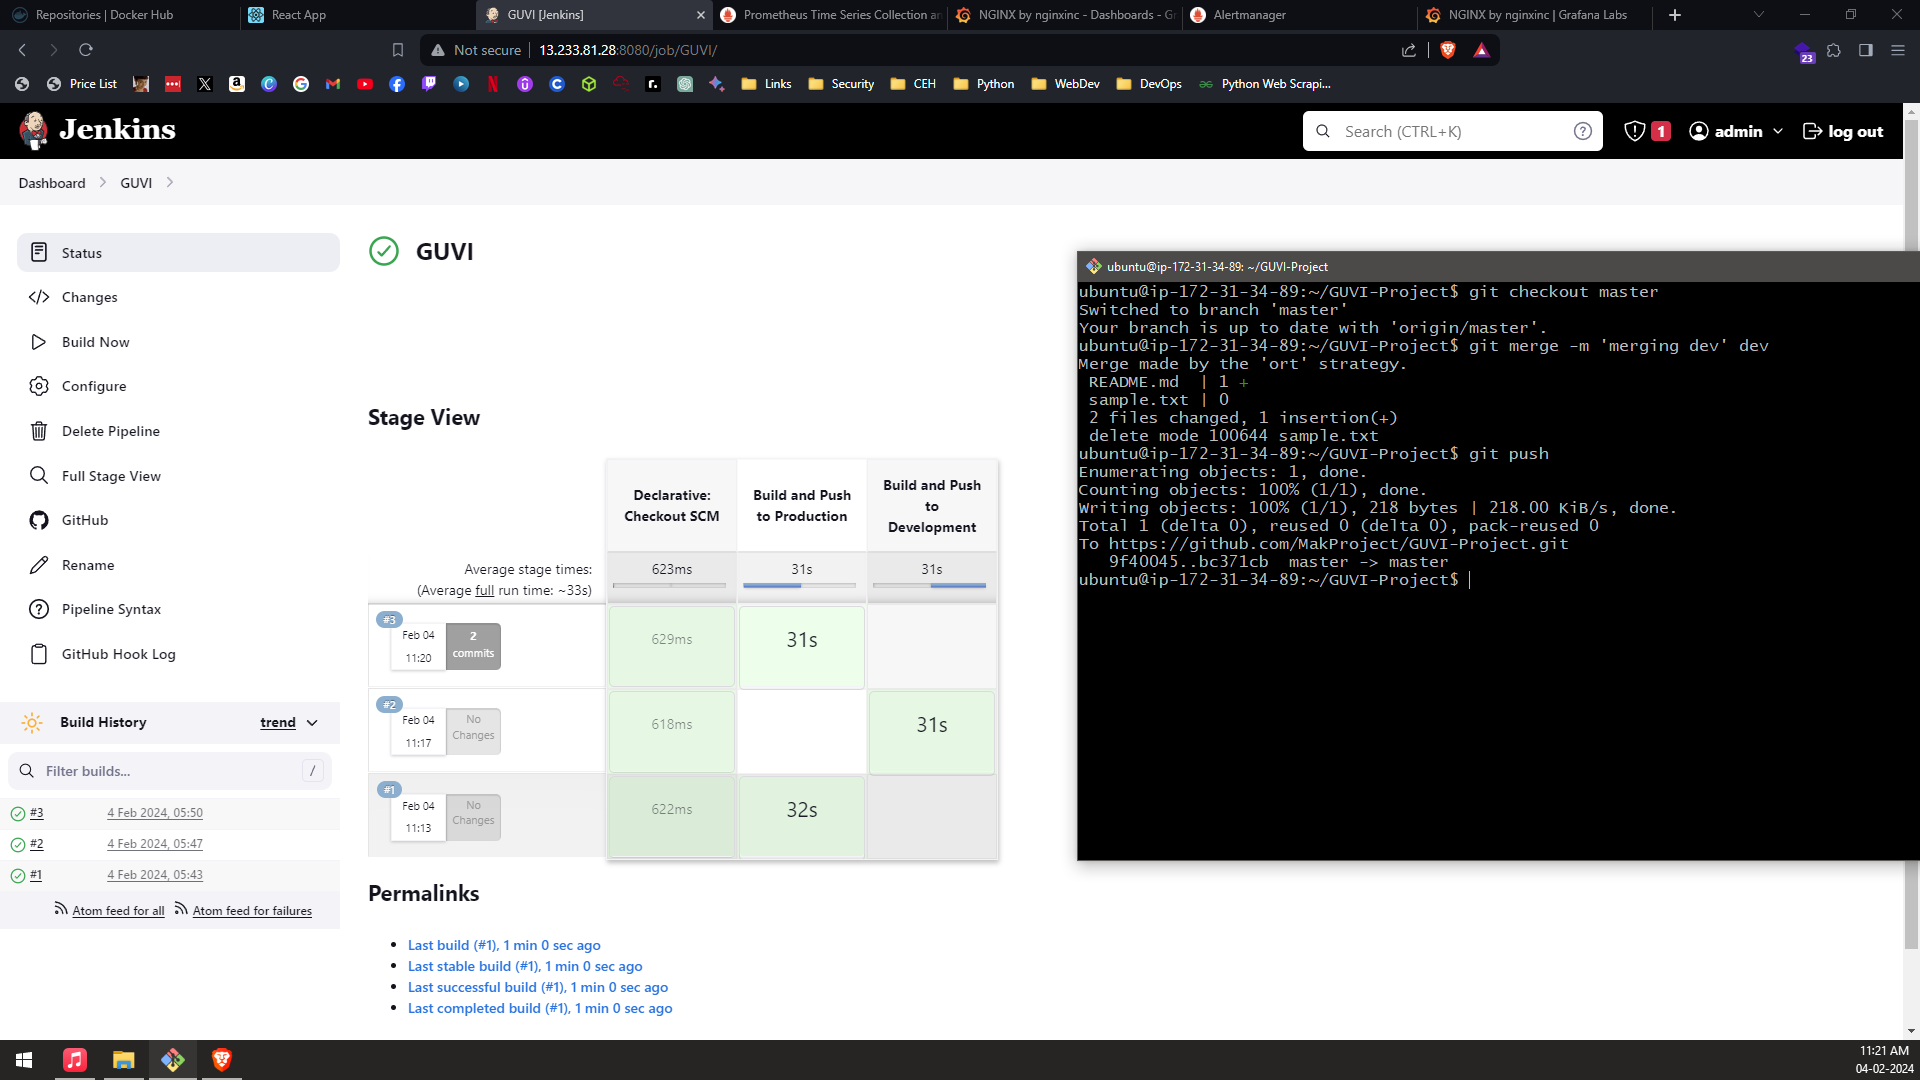 Repositories | Docker Hub
React App
GUVI [Jenkins]
Prometheus Time Series Collection an
NGINX by nginxinc - Dashboards - Gr
Alertmanager
NGINX by nginxinc | Grafana Labs
Not secure
13.233.81.28:8080/job/GUVI/
23
Price List
Links
Security
CEH
Python
WebDev
DevOps
Python Web Scrapi...
Jenkins
Search (CTRL+K)
1
admin
log out
Dashboard
GUVI
Status
Changes
Build Now
Configure
Delete Pipeline
Full Stage View
GitHub
Rename
Pipeline Syntax
GitHub Hook Log
Build History
trend
Filter builds...
/
#3
4 Feb 2024, 05:50
#2
4 Feb 2024, 05:47
#1
4 Feb 2024, 05:43
Atom feed for all
Atom feed for failures
GUVI
Stage View
Declarative:
Checkout SCM
Build and Push
to Production
Build and Push
to
Development
Average stage times:
(Average full run time: ~33s)
623ms
31s
31s
#3
Feb 04
11:20
2
commits
629ms
31s
#2
Feb 04
11:17
No
Changes
618ms
31s
#1
Feb 04
11:13
No
Changes
622ms
32s
Permalinks
Last build (#1), 1 min 0 sec ago
Last stable build (#1), 1 min 0 sec ago
Last successful build (#1), 1 min 0 sec ago
Last completed build (#1), 1 min 0 sec ago
ubuntu@ip-172-31-34-89: ~/GUVI-Project
ubuntu@ip-172-31-34-89:~/GUVI-Project$ git checkout master
Switched to branch 'master'
Your branch is up to date with 'origin/master'.
ubuntu@ip-172-31-34-89:~/GUVI-Project$ git merge -m 'merging dev' dev
Merge made by the 'ort' strategy.
README.md  | 1 +
sample.txt | 0
2 files changed, 1 insertion(+)
delete mode 100644 sample.txt
ubuntu@ip-172-31-34-89:~/GUVI-Project$ git push
Enumerating objects: 1, done.
Counting objects: 100% (1/1), done.
Writing objects: 100% (1/1), 218 bytes | 218.00 KiB/s, done.
Total 1 (delta 0), reused 0 (delta 0), pack-reused 0
To https://github.com/MakProject/GUVI-Project.git
9f40045..bc371cb  master -> master
ubuntu@ip-172-31-34-89:~/GUVI-Project$
11:21 AM
04-02-2024